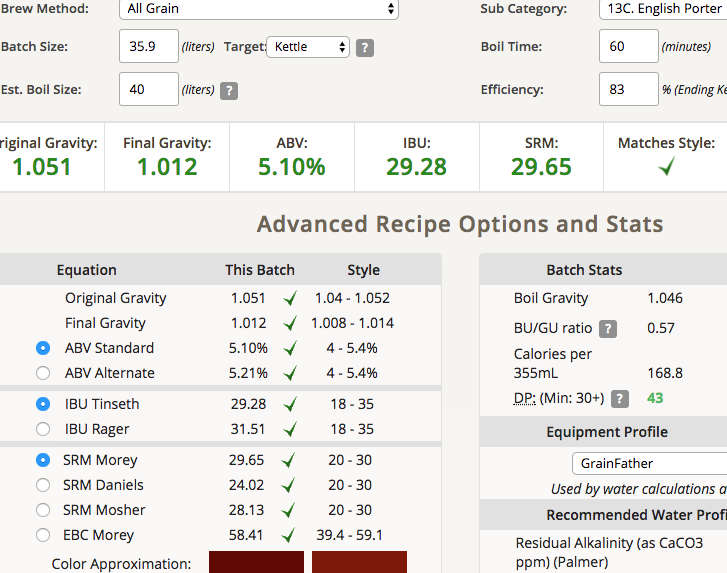 Brew Method: All Grain Sub Category: 13C. English Porter
Batch Size: 35.9 (liters) Target: Kettle ? Boil Time: 60 (minutes)
Est. Boil Size: 40 (liters) ? Efficiency: 83 % (Ending Ke
riginal Gravity: Final Gravity: ABV: IBU: SRM: Matches Style:
1.051 1.012 5.10% 29.28 29.65
Advanced Recipe Options and Stats
Equation This Batch Style
Original Gravity 1.051 1.04 - 1.052
Final Gravity 1.012 1.008 - 1.014
ABV Standard 5.10% 4 - 5.4%
ABV Alternate 5.21% 4 - 5.4%
IBU Tinseth 29.28 18 - 35
IBU Rager 31.51 18 - 35
SRM Morey 29.65 20 - 30
SRM Daniels 24.02 20 - 30
SRM Mosher 28.13 20 - 30
EBC Morey 58.41 39.4 - 59.1
Color Approximation:
Batch Stats
Boil Gravity 1.046
BU/GU ratio ? 0.57
Calories per
355mL 168.8
DP: (Min: 30+) ? 43
Equipment Profile
GrainFather
Used by water calculations a
Recommended Water Profi
Residual Alkalinity (as CaCO3
ppm) (Palmer)